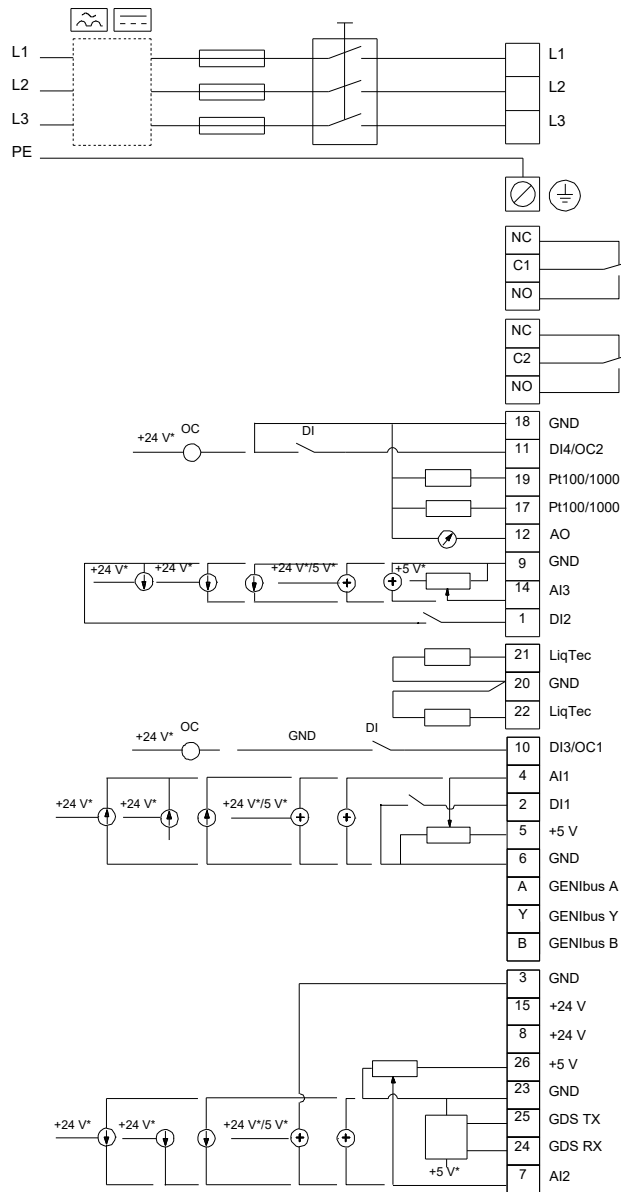 L1 L1
L2 L2
L3 L3
PE
NC
C1
NO
NC
C2
NO
18 GND
+24 V* OC DI 11 DI4/OC2
19 Pt100/1000
17 Pt100/1000
12 AO
9 GND
+24 V* +24 V* +24 V*/5 V* +5 V*
14 AI3
1 DI2
21 LiqTec
20 GND
22 LiqTec
+24 V* OC GND DI 10 DI3/OC1
4 AI1
+24 V* +24 V* +24 V*/5 V* 2 DI1
5 +5 V
6 GND
A GENIbus A
Y GENIbus Y
B GENIbus B
3 GND
15 +24 V
8 +24 V
26 +5 V
23 GND
25 GDS TX
+24 V* +24 V* +24 V*/5 V* 24 GDS RX
+5 V* 7 AI2